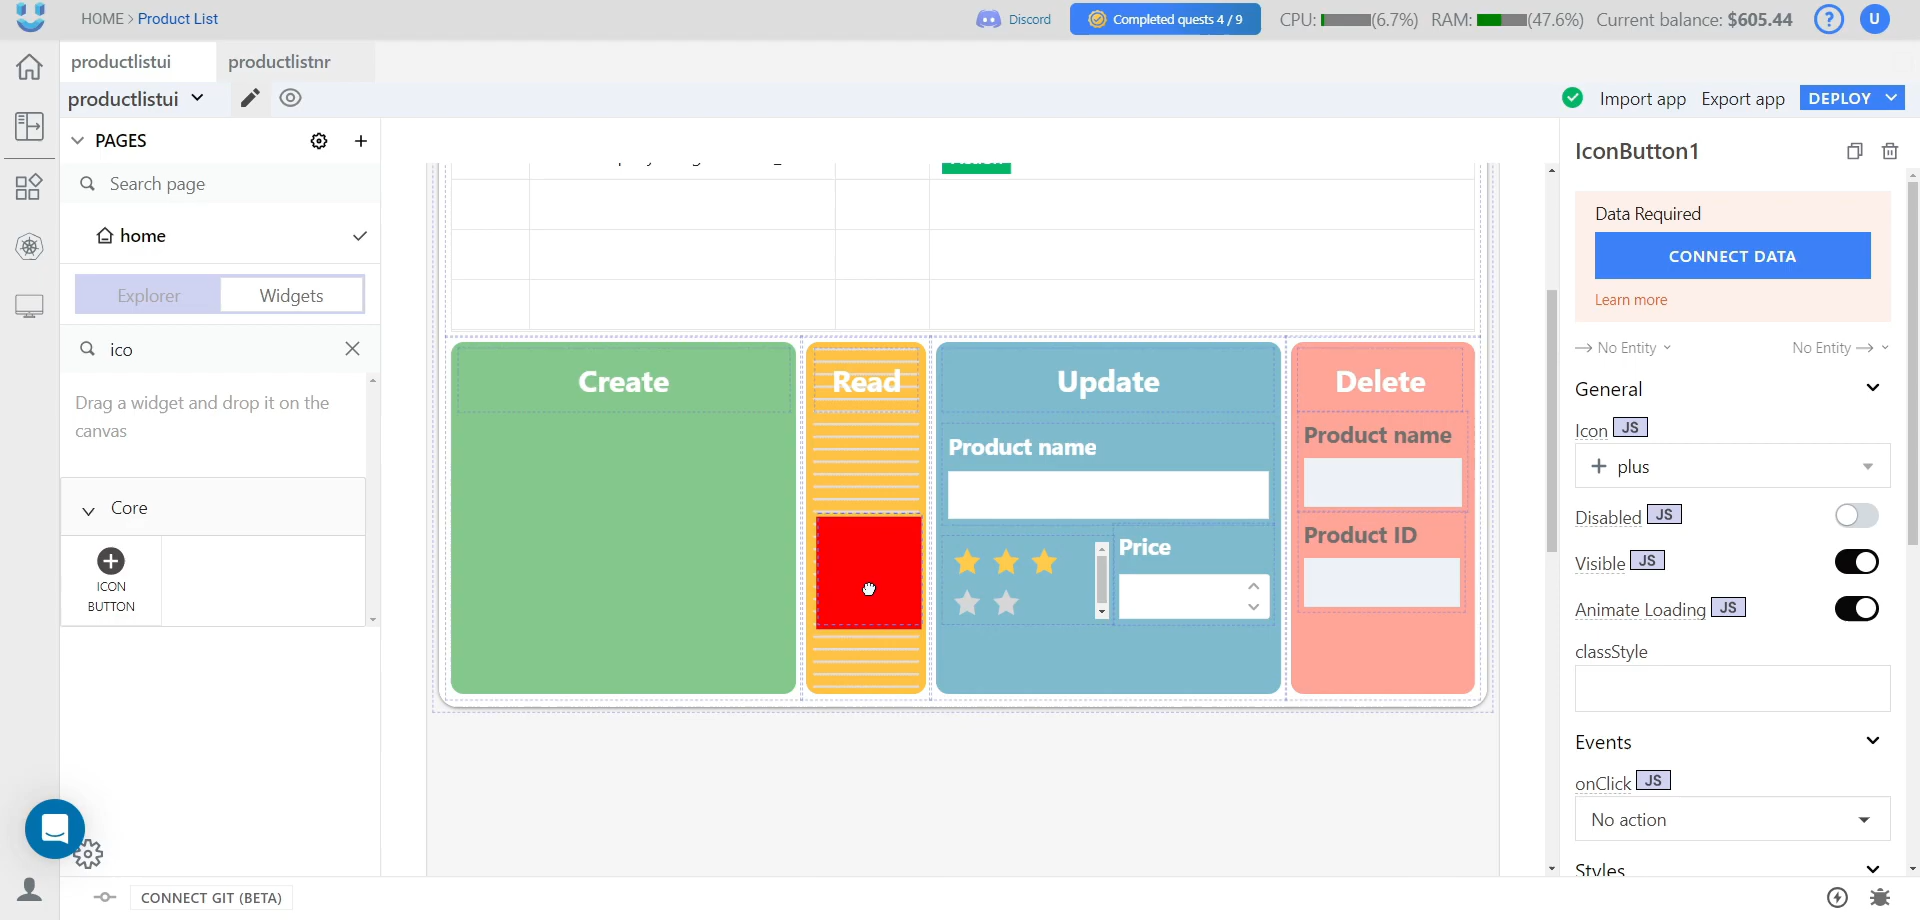 HOME > Product List
Discord
Completed quests 4 / 9
CPU: (6.7%) RAM: (47.6%) Current balance: $605.44
?
U
productlistui
productlistnr
productlistui
Import app
Export app
DEPLOY
PAGES
Search page
home
Explorer
Widgets
ico
Drag a widget and drop it on the
canvas
Core
ICON
BUTTON
CONNECT GIT (BETA)
Create
Read
Update
Product name
Price
Delete
Product name
Product ID
IconButton1
Data Required
CONNECT DATA
Learn more
No Entity
No Entity
General
Icon JS
plus
Disabled JS
Visible JS
Animate Loading JS
classStyle
Events
onClick JS
No action
Styles